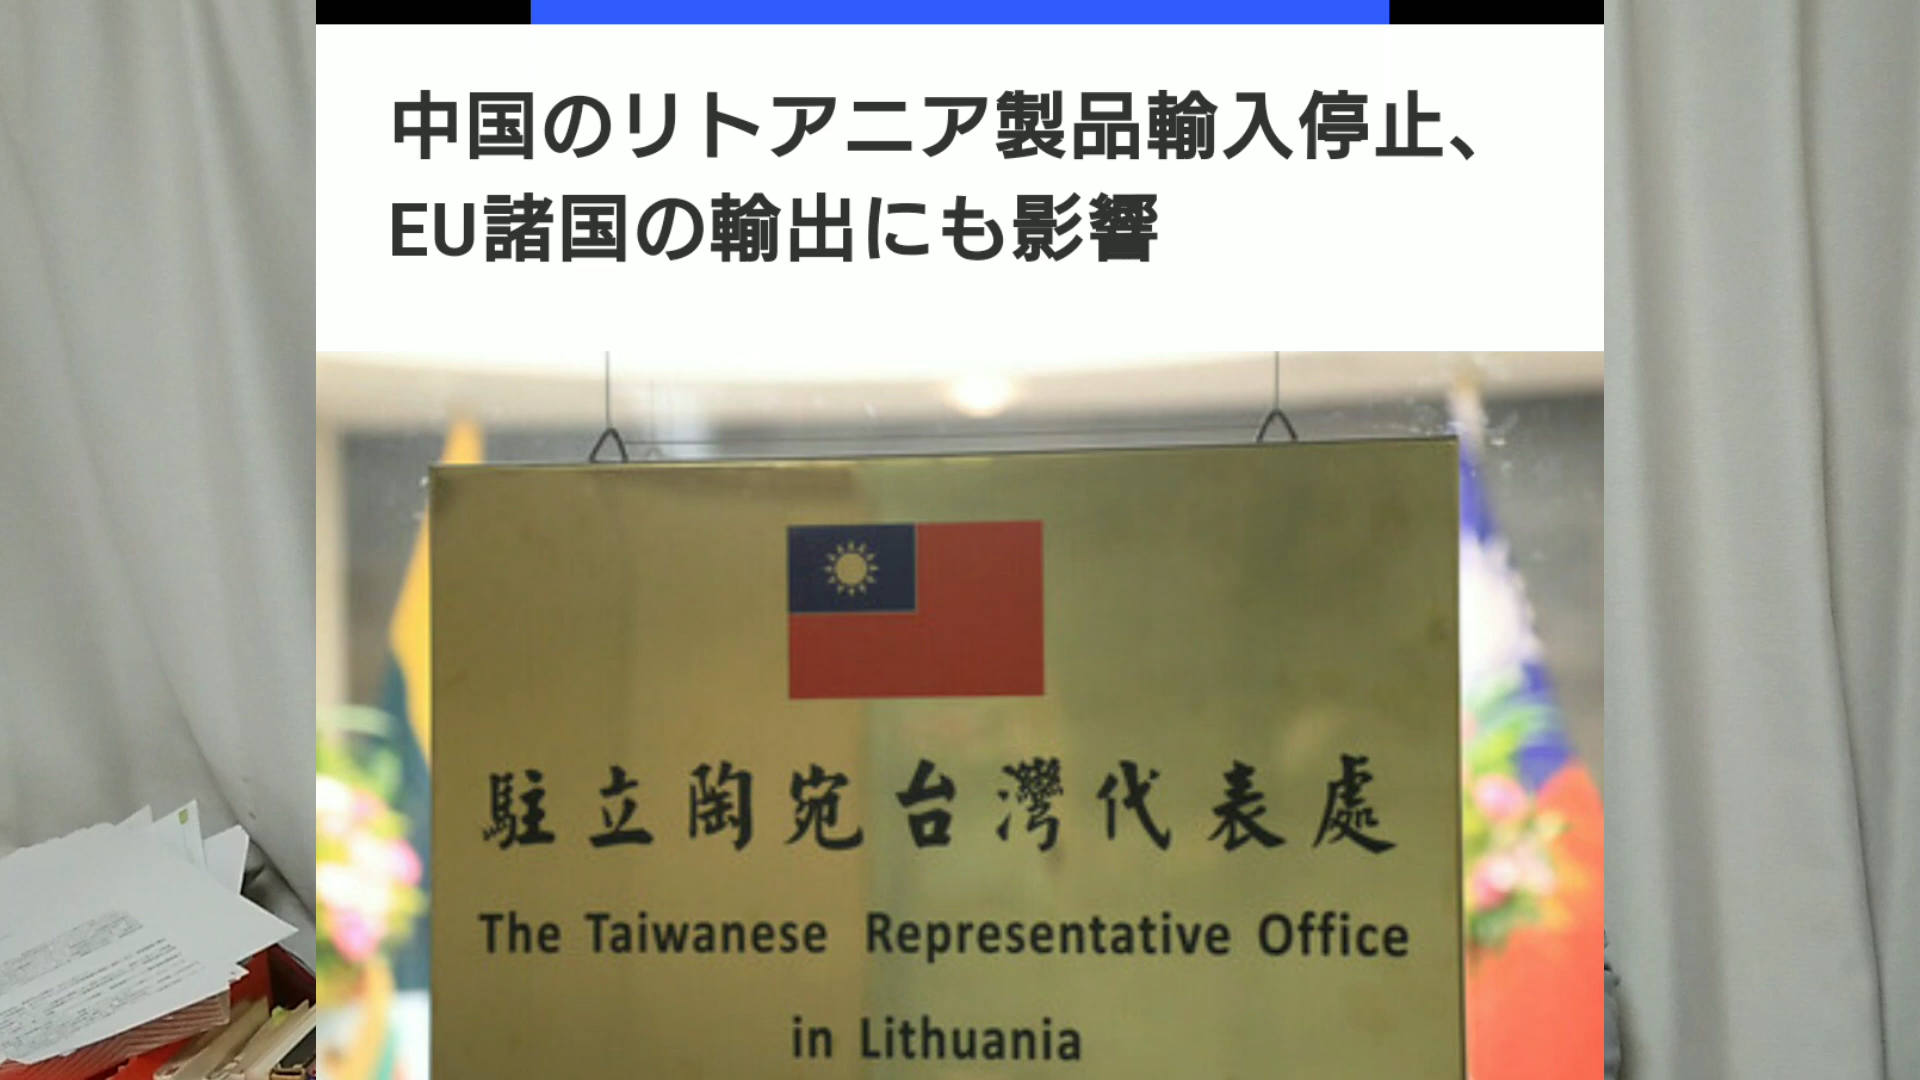 中国のリトアニア製品輸入停止、
EU諸国の輸出にも影響
駐立陶宛台灣代表處
The Taiwanese Representative Office
in Lithuania